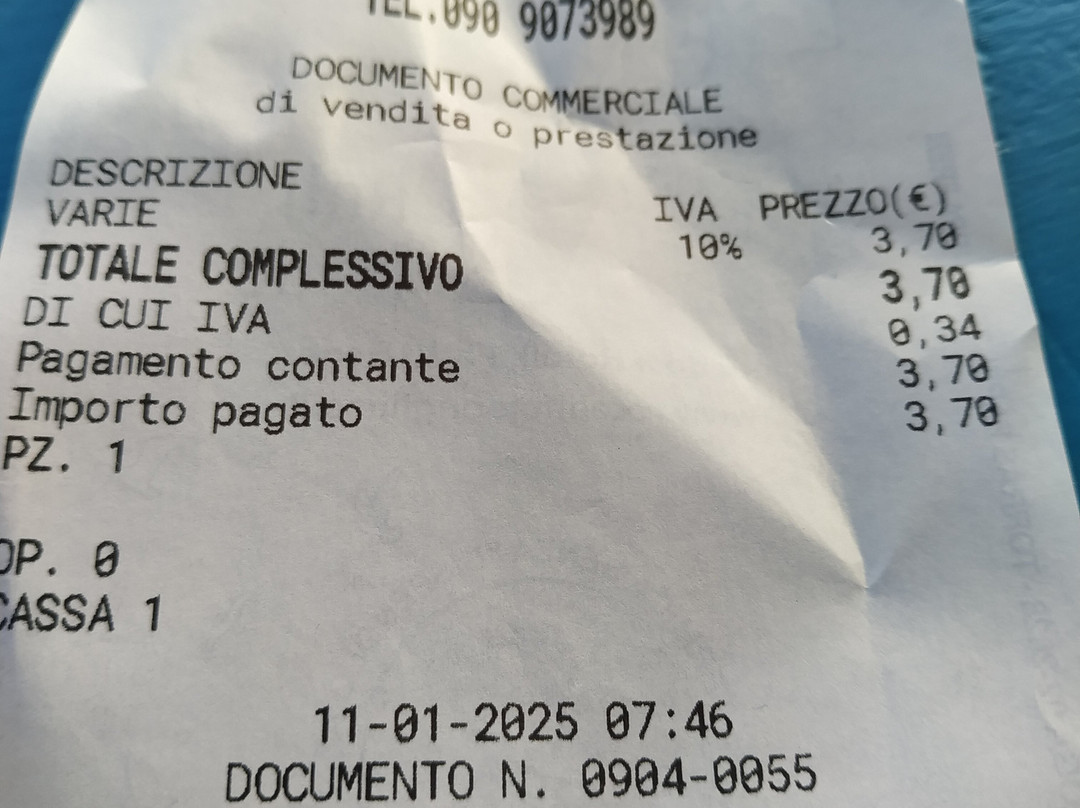 TEL.090 9073989
DOCUMENTO COMMERCIALE
di vendita o prestazione
DESCRIZIONE IVA PREZZO(€)
VARIE 10% 3,70
TOTALE COMPLESSIVO 3,70
DI CUI IVA 0,34
Pagamento contante 3,70
Importo pagato 3,70
PZ. 1
OP. 0
CASSA 1
11-01-2025 07:46
DOCUMENTO N. 0904-0055